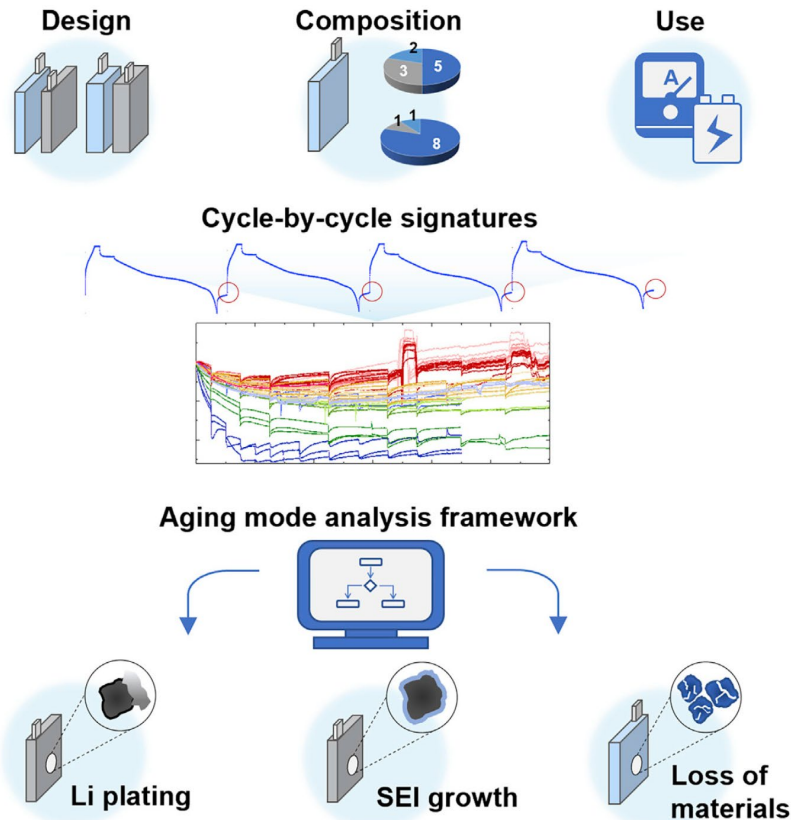 Design
Composition
Use
2
5
3
A
1
1
8
Cycle-by-cycle signatures
Aging mode analysis framework
Li plating
SEI growth
Loss of
materials